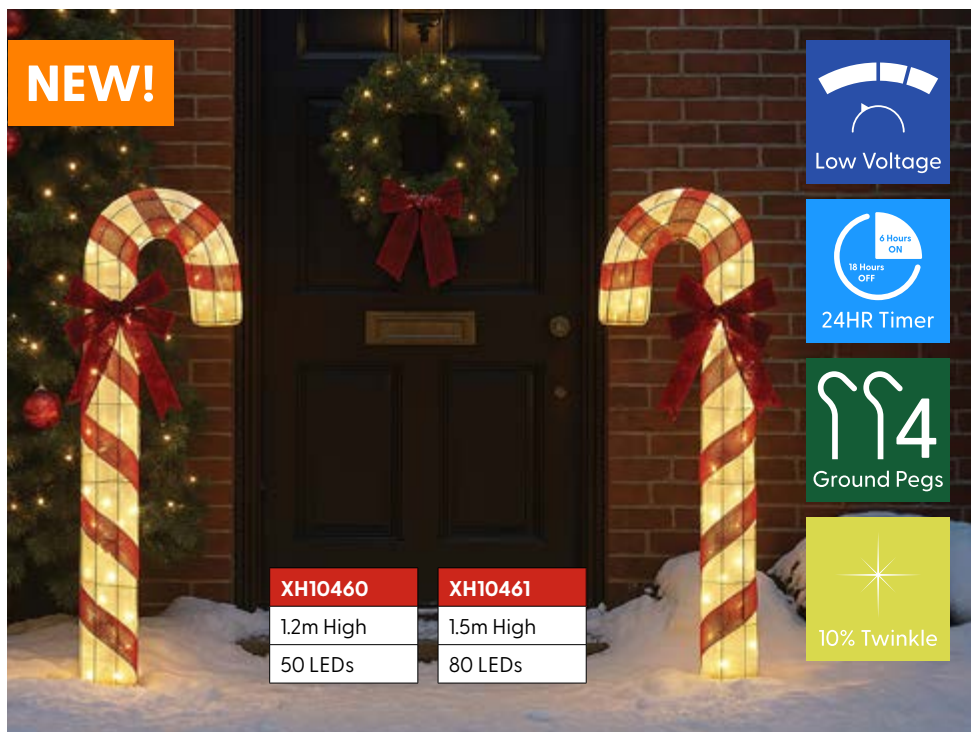 NEW!
Low Voltage
6 Hours
ON
18 Hours
OFF
24HR Timer
4
Ground Pegs
10% Twinkle
XH10460
1.2m High
50 LEDs
XH10461
1.5m High
80 LEDs